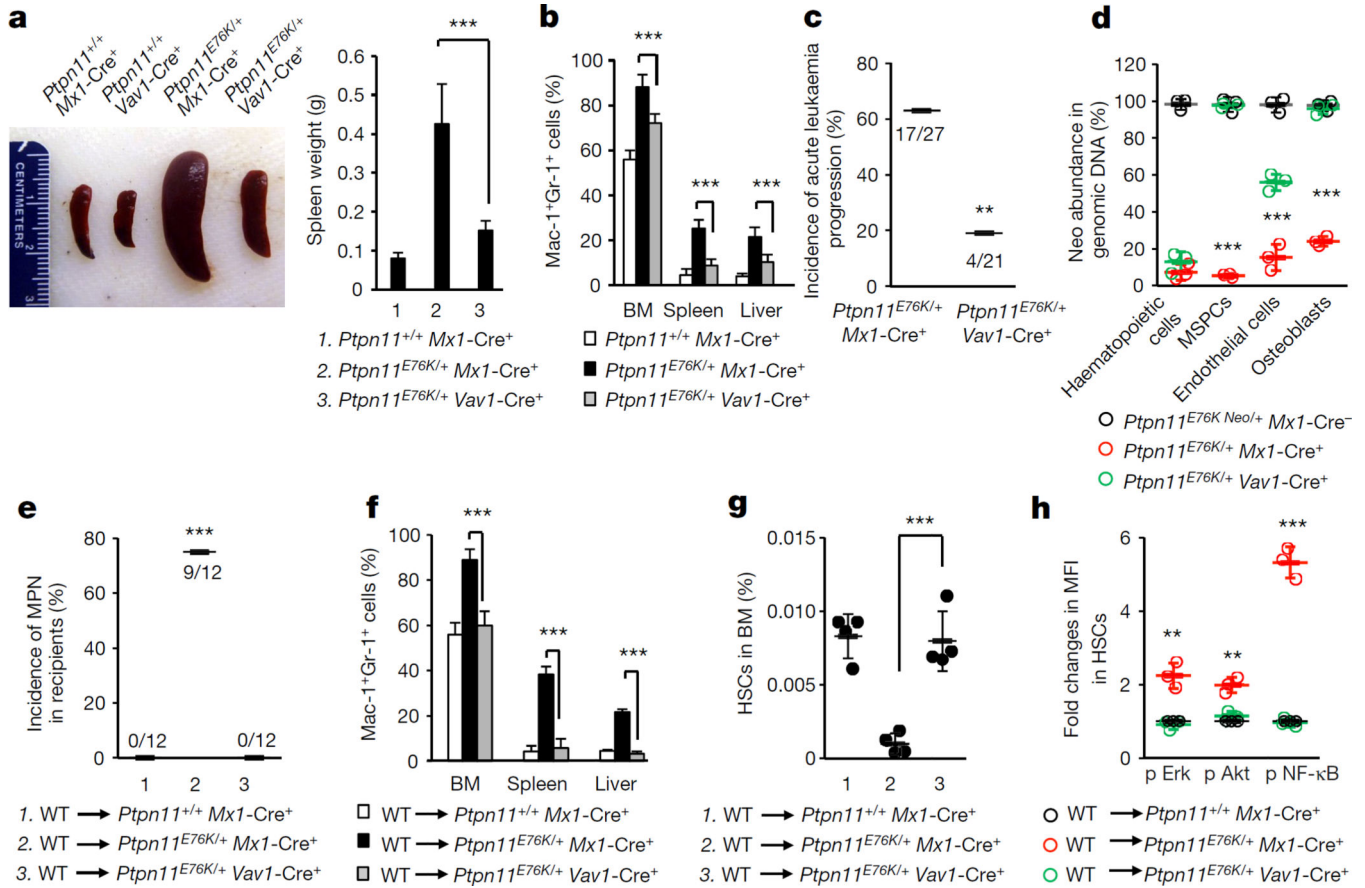 a
Ptpn11+/+
Mx1-Cre+
Ptpn11+/+
Vav1-Cre+
Ptpn11E76K/+
Mx1-Cre+
Ptpn11E76K/+
Vav1-Cre+
CENTIMETERS
1
2
3
***
Spleen weight (g)
0.6
0.5
0.4
0.3
0.2
0.1
0
1 2 3
1. Ptpn11+/+ Mx1-Cre+
2. Ptpn11E76K/+ Mx1-Cre+
3. Ptpn11E76K/+ Vav1-Cre+
b
Mac-1+Gr-1+ cells (%)
100
80
60
40
20
0
***
***
***
BM Spleen Liver
Ptpn11+/+ Mx1-Cre+
Ptpn11E76K/+ Mx1-Cre+
Ptpn11E76K/+ Vav1-Cre+
c
Incidence of acute leukaemia
progression (%)
80
60
40
20
0
17/27
**
4/21
Ptpn11E76K/+
Mx1-Cre+
Ptpn11E76K/+
Vav1-Cre+
d
Neo abundance in
genomic DNA (%)
120
100
80
60
40
20
0
***
***
***
Haematopoietic
cells
MSPCs
Endothelial cells
Osteoblasts
Ptpn11E76K Neo/+ Mx1-Cre–
Ptpn11E76K/+ Mx1-Cre+
Ptpn11E76K/+ Vav1-Cre+
e
Incidence of MPN
in recipients (%)
80
60
40
20
0
***
9/12
0/12
0/12
1 2 3
1. WT → Ptpn11+/+ Mx1-Cre+
2. WT → Ptpn11E76K/+ Mx1-Cre+
3. WT → Ptpn11E76K/+ Vav1-Cre+
f
Mac-1+Gr-1+ cells (%)
100
80
60
40
20
0
***
***
***
BM Spleen Liver
WT → Ptpn11+/+ Mx1-Cre+
WT → Ptpn11E76K/+ Mx1-Cre+
WT → Ptpn11E76K/+ Vav1-Cre+
g
HSCs in BM (%)
0.015
0.010
0.005
0
***
1 2 3
1. WT → Ptpn11+/+ Mx1-Cre+
2. WT → Ptpn11E76K/+ Mx1-Cre+
3. WT → Ptpn11E76K/+ Vav1-Cre+
h
Fold changes in MFI
in HSCs
6
4
2
0
**
**
***
p Erk p Akt p NF-κB
WT → Ptpn11+/+ Mx1-Cre+
WT → Ptpn11E76K/+ Mx1-Cre+
WT → Ptpn11E76K/+ Vav1-Cre+